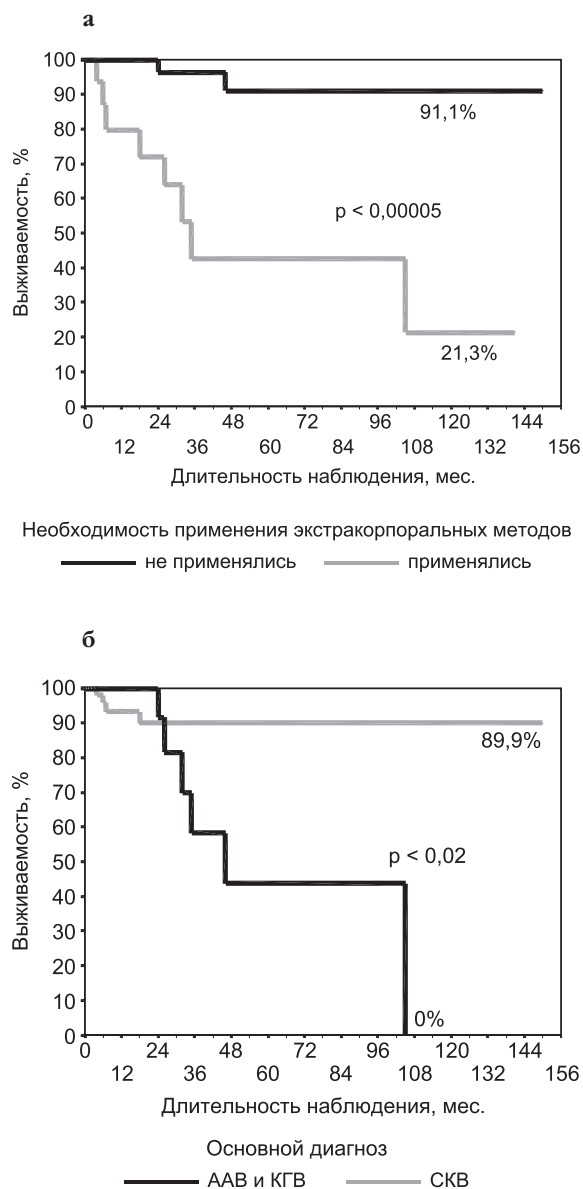 а
100
90
80
70
60
50
40
30
20
10
0
Выживаемость, %
91,1%
p < 0,00005
21,3%
0 24 48 72 96 120 144
12 36 60 84 108 132 156
Длительность наблюдения, мес.
Необходимость применения экстракорпоральных методов
не применялись применялись
б
100
90
80
70
60
50
40
30
20
10
0
Выживаемость, %
89,9%
p < 0,02
0%
0 24 48 72 96 120 144
12 36 60 84 108 132 156
Длительность наблюдения, мес.
Основной диагноз
ААВ и КГВ СКВ